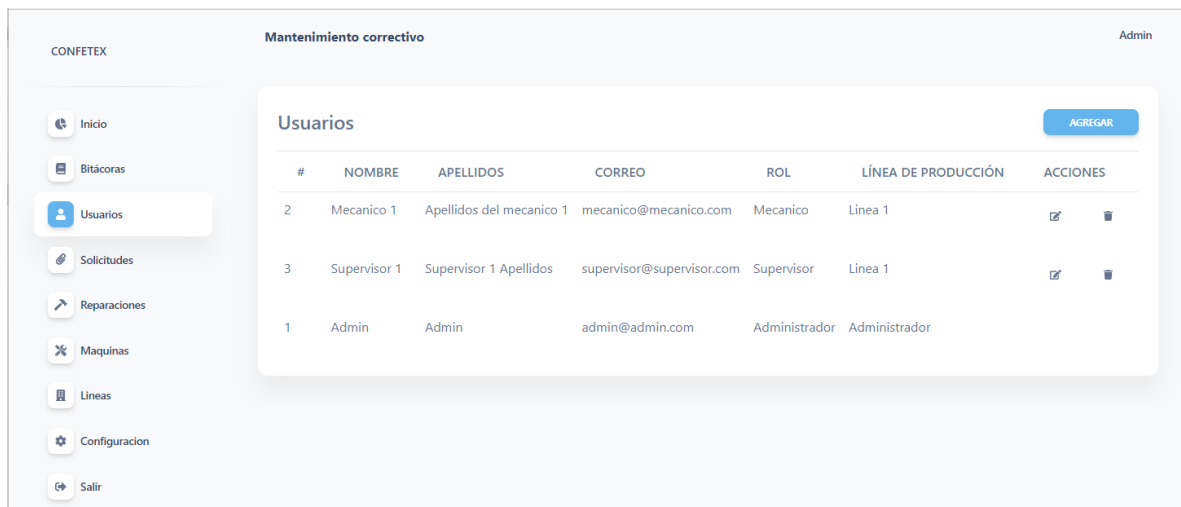 Mantenimiento correctivo
Admin
CONFETEX
Inicio
Bitácoras
Usuarios
Solicitudes
Reparaciones
Maquinas
Lineas
Configuracion
Salir
Usuarios
AGREGAR
# NOMBRE APELLIDOS CORREO ROL LÍNEA DE PRODUCCIÓN ACCIONES
2 Mecanico 1 Apellidos del mecanico 1 mecanico@mecanico.com Mecanico Linea 1
3 Supervisor 1 Supervisor 1 Apellidos supervisor@supervisor.com Supervisor Linea 1
1 Admin Admin admin@admin.com Administrador Administrador